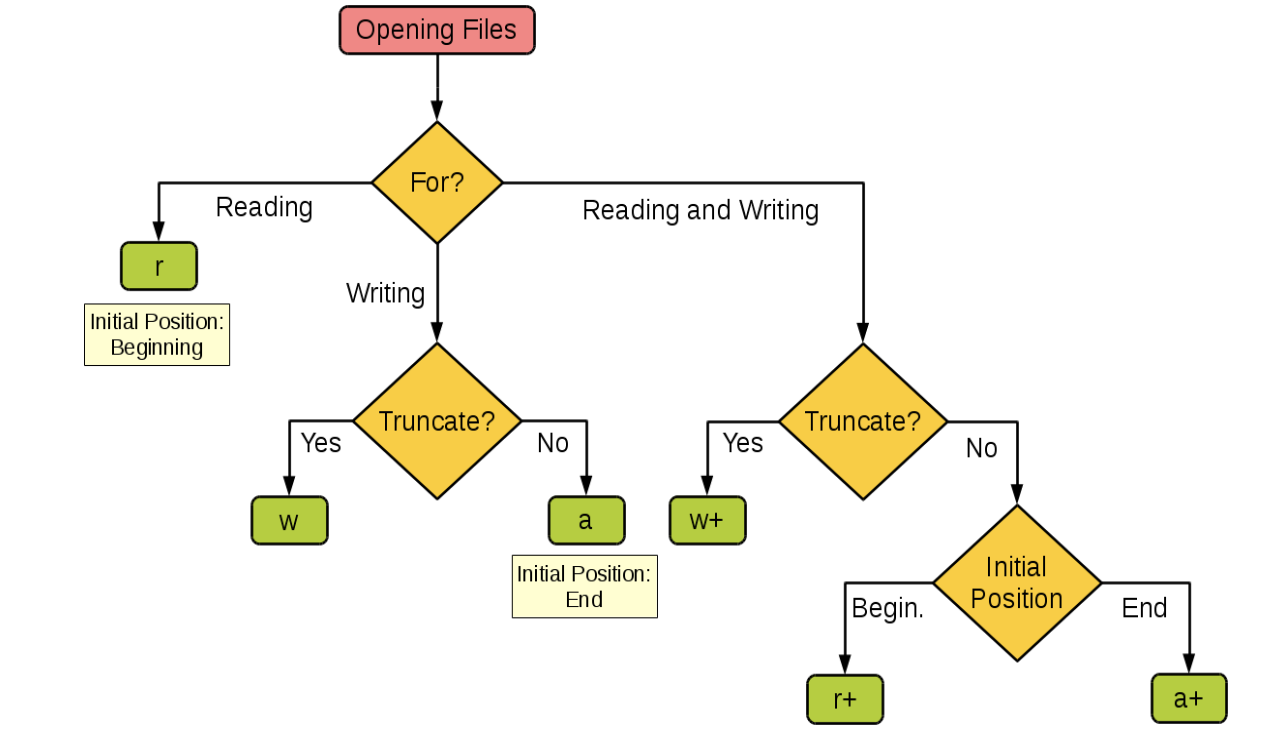 Opening Files
For?
Reading
Reading and Writing
r
Writing
Initial Position:
Beginning
Truncate?
Truncate?
Yes
No
Yes
No
w
a
w+
Initial Position:
End
Initial
Position
Begin.
End
r+
a+